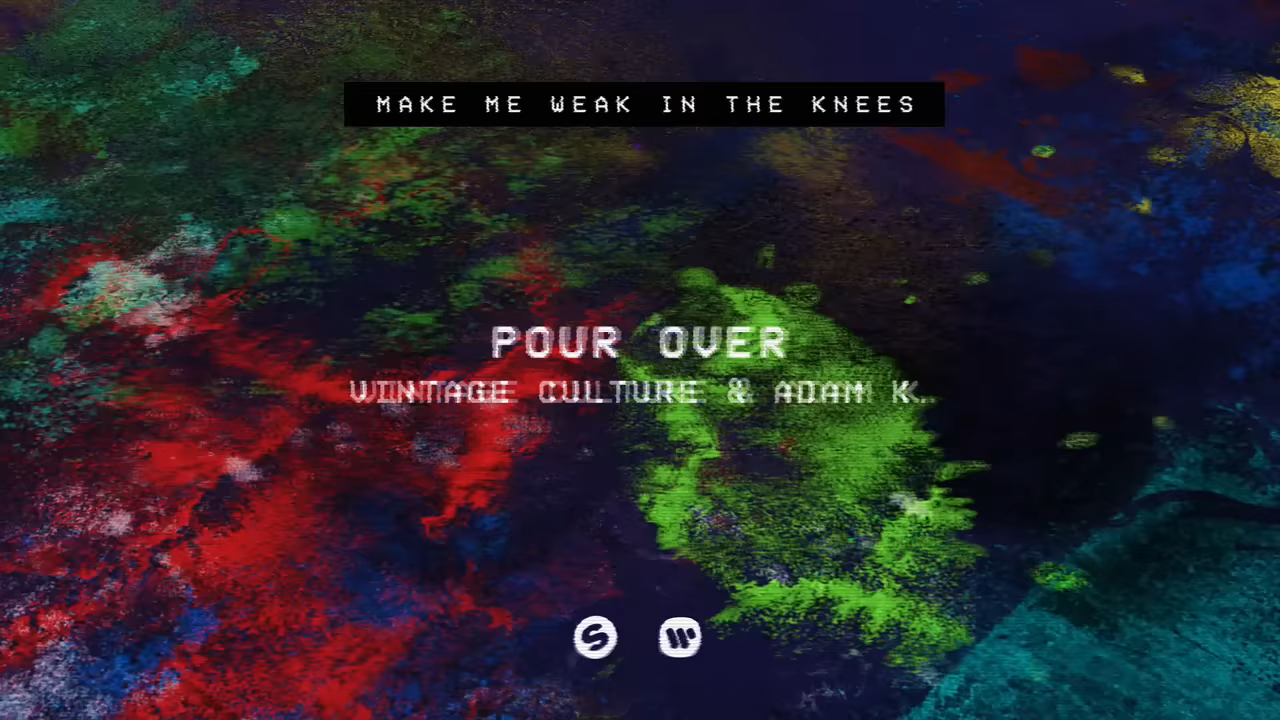 MAKE ME WEAK IN THE KNEES
POUR OVER
VINTAGE CULTURE & ADAM K..